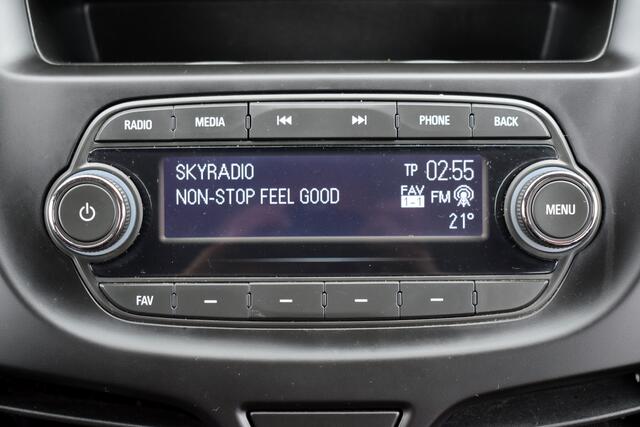 RADIO MEDIA PHONE BACK
SKYRADIO TP 02:55
NON-STOP FEEL GOOD FAV 1-1 FM
21°
MENU
FAV